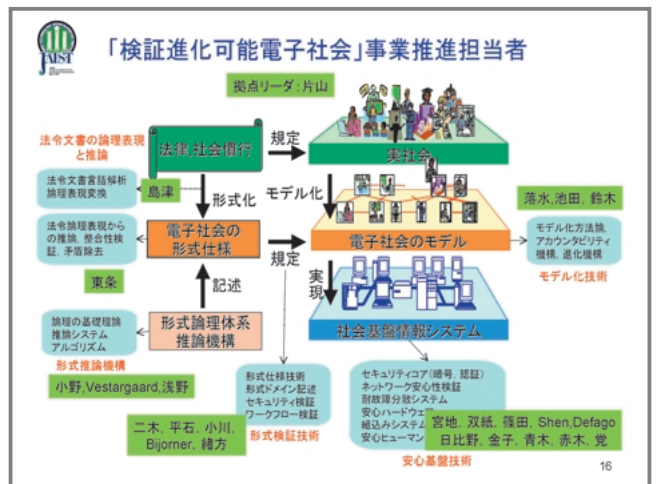 JAIST
「検証進化可能電子社会」事業推進担当者
拠点リーダ：片山
法令文書の論理表現
と推論
法律、社会慣行
規定
実社会
法令文書言語解析
論理表現変換
島津
形式化
モデル化
落水、池田、鈴木
法令論理表現から
の推論、整合性検
証、矛盾除去
電子社会の
形式仕様
規定
電子社会のモデル
モデル化方法論、
アカウンタビリティ
機構、進化機構
モデル化技術
東条
記述
実
現
論理の基礎理論
推論システム
アルゴリズム
形式推論機構
形式論理体系
推論機構
社会基盤情報システム
小野,Vestargaard,浅野
形式仕様技術
形式ドメイン記述
セキュリティ検証
ワークフロー検証
形式検証技術
二木, 平石, 小川,
Bijorner, 緒方
セキュリティコア（暗号、認証）
ネットワーク安心性検証
耐故障分散システム
安心ハードウェア
組込みシステム
安心ヒューマン
宮地, 双紙, 篠田, Shen,Defago
日比野, 金子, 青木, 赤木, 覚
安心基盤技術
16